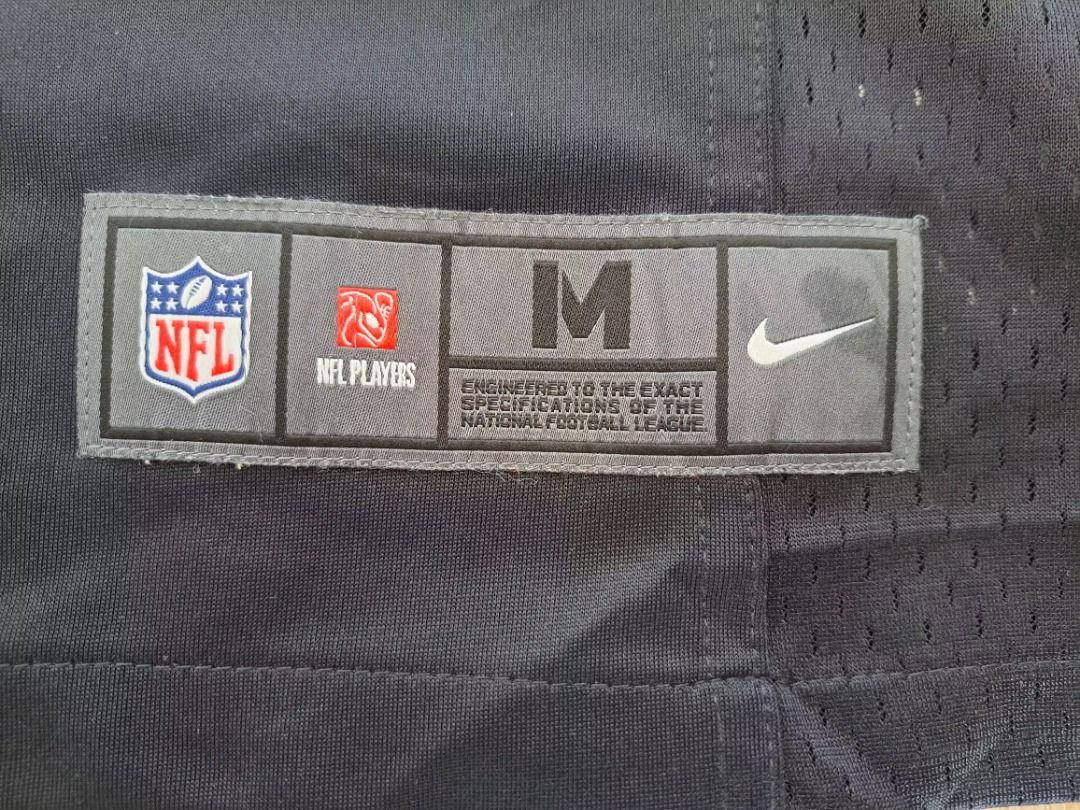 NFL
NFL PLAYERS
M
ENGINEERED TO THE EXACT
SPECIFICATIONS OF THE
NATIONAL FOOTBALL LEAGUE.